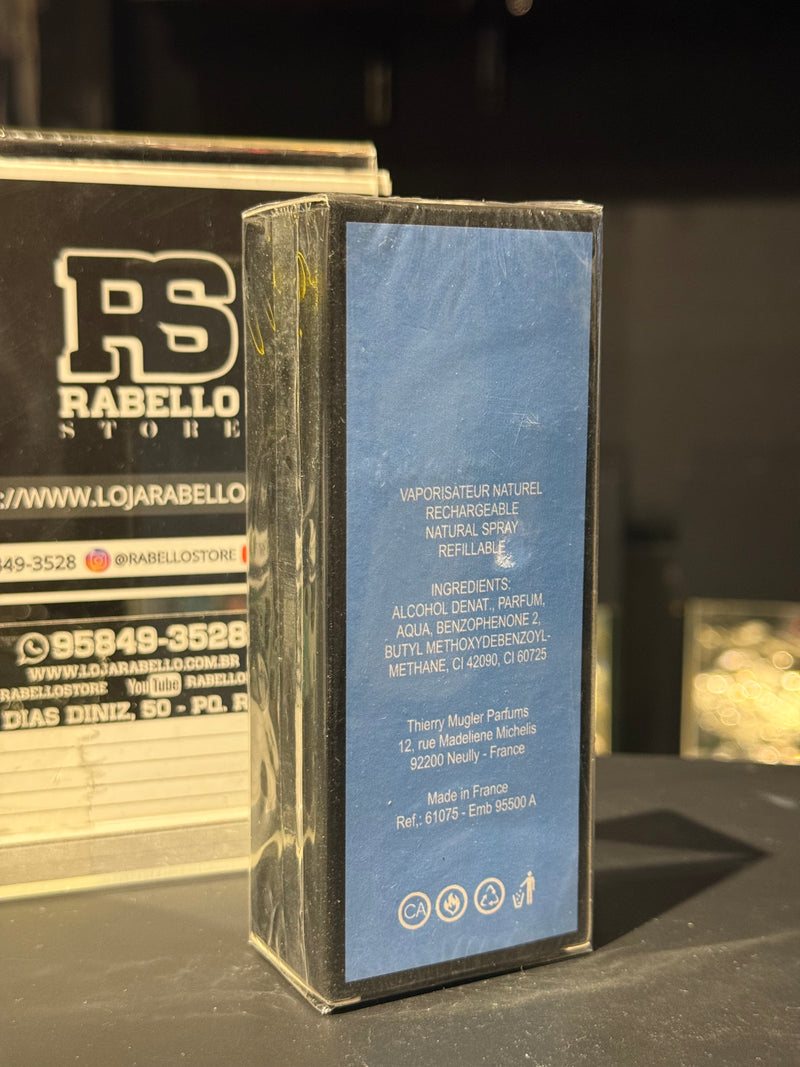 RS
RABELLO
STORE
://WWW.LOJARABELLO
849-3528 @RABELLOSTORE
95849-3528
WWW.LOJARABELLO.COM.BR
RABELLOSTORE YouTube RABELLO
DIAS DINIZ, 50 - PQ. R
VAPORISATEUR NATUREL
RECHARGEABLE
NATURAL SPRAY
REFILLABLE
INGREDIENTS:
ALCOHOL DENAT., PARFUM,
AQUA, BENZOPHENONE 2,
BUTYL METHOXYDEBENZOYL-
METHANE, CI 42090, CI 60725
Thierry Mugler Parfums
12, rue Madeliene Michelis
92200 Neully - France
Made in France
Ref,: 61075 - Emb 95500 A
CA